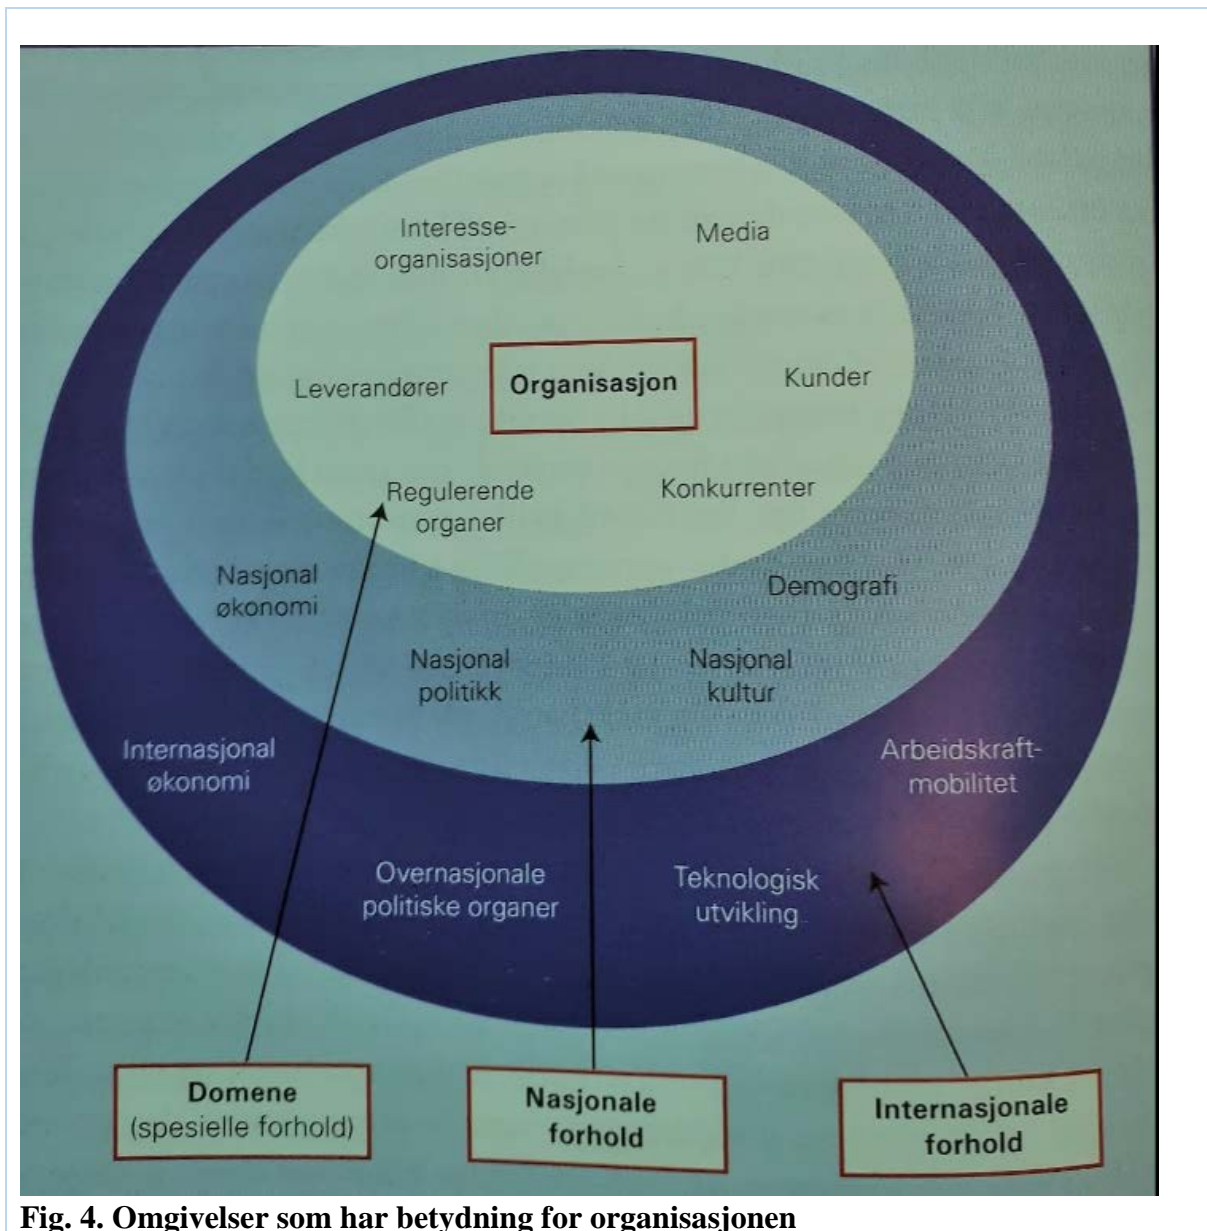 Interesse-
organisasjoner
Media
Leverandører
Organisasjon
Kunder
Regulerende
organer
Konkurrenter
Nasjonal
økonomi
Demografi
Nasjonal
politikk
Nasjonal
kultur
Internasjonal
økonomi
Arbeidskraft-
mobilitet
Overnasjonale
politiske organer
Teknologisk
utvikling
Domene
(spesielle forhold)
Nasjonale
forhold
Internasjonale
forhold
Fig. 4. Omgivelser som har betydning for organisasjonen